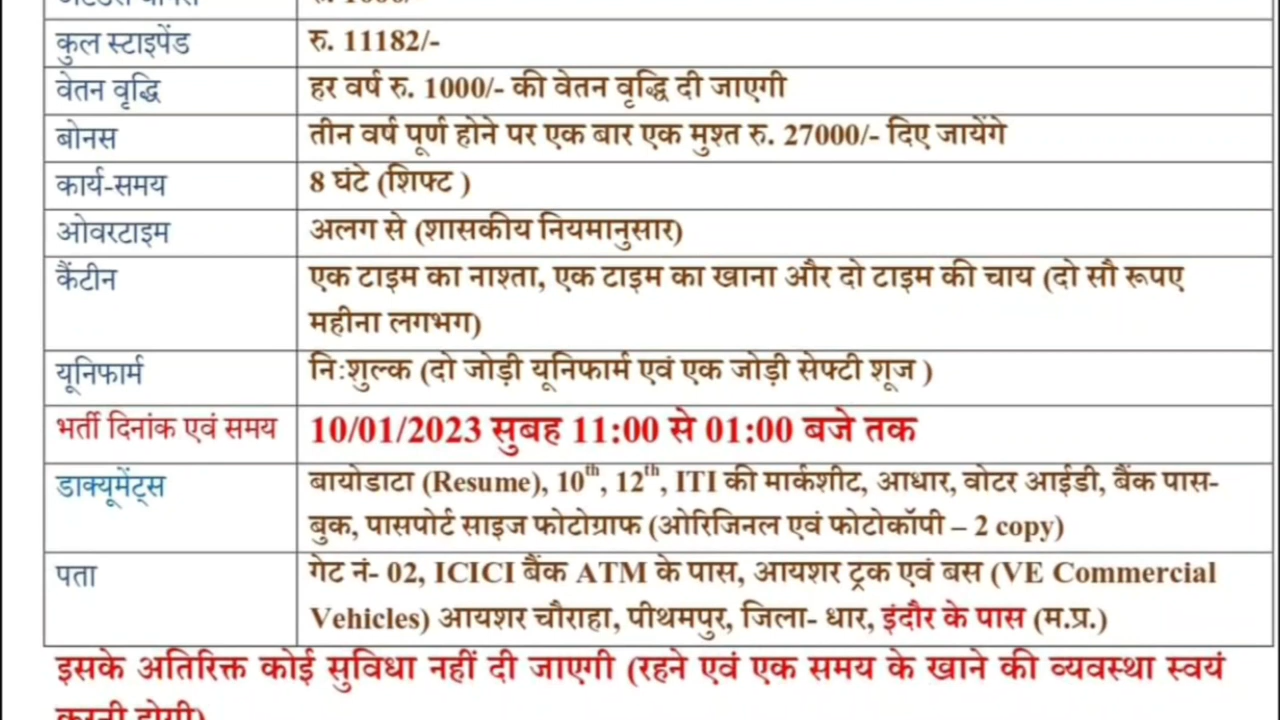 कुल स्टाइपेंड रु. 11182/-
वेतन वृद्धि हर वर्ष रु. 1000/- की वेतन वृद्धि दी जाएगी
बोनस तीन वर्ष पूर्ण होने पर एक बार एक मुश्त रु. 27000/- दिए जायेंगे
कार्य-समय 8 घंटे (शिफ्ट )
ओवरटाइम अलग से (शासकीय नियमानुसार)
कैंटीन एक टाइम का नाश्ता, एक टाइम का खाना और दो टाइम की चाय (दो सौ रूपए
महीना लगभग)
यूनिफार्म नि:शुल्क (दो जोड़ी यूनिफार्म एवं एक जोड़ी सेफ्टी शूज )
भर्ती दिनांक एवं समय 10/01/2023 सुबह 11:00 से 01:00 बजे तक
डाक्यूमेंट्स बायोडाटा (Resume), 10th, 12th, ITI की मार्कशीट, आधार, वोटर आईडी, बैंक पास-
बुक, पासपोर्ट साइज फोटोग्राफ (ओरिजिनल एवं फोटोकॉपी – 2 copy)
पता गेट नं- 02, ICICI बैंक ATM के पास, आयशर ट्रक एवं बस (VE Commercial
Vehicles) आयशर चौराहा, पीथमपुर, जिला- धार, इंदौर के पास (म.प्र.)
इसके अतिरिक्त कोई सुविधा नहीं दी जाएगी (रहने एवं एक समय के खाने की व्यवस्था स्वयं
करनी होगी)